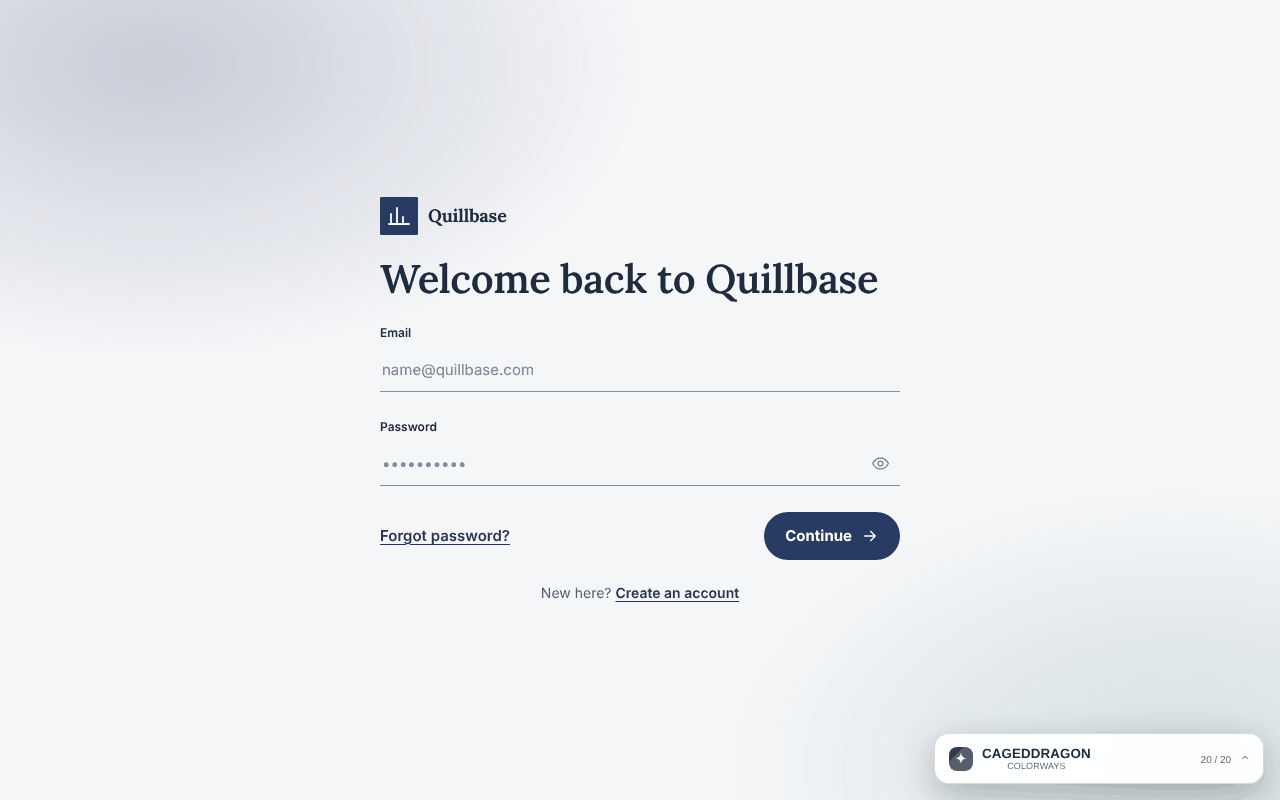 Quillbase
Welcome back to Quillbase
Email
name@quillbase.com
Password
••••••••••
Forgot password?
Continue →
New here? Create an account
CAGEDDRAGON
COLORWAYS
20 / 20